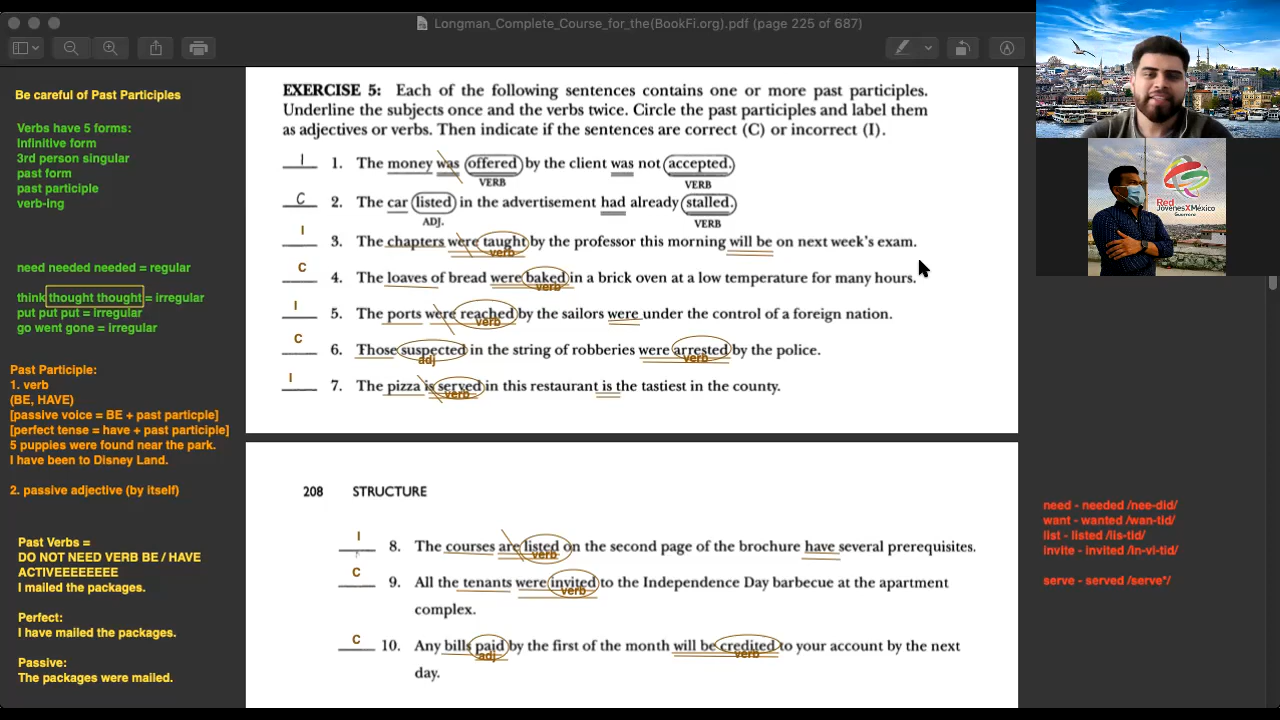 Longman_Complete_Course_for_the(BookFi.org).pdf (page 225 of 687)
Be careful of Past Participles
Verbs have 5 forms:
Infinitive form
3rd person singular
past form
past participle
verb-ing
need needed needed = regular
think thought thought = irregular
put put put = irregular
go went gone = irregular
Past Participle:
1. verb
(BE, HAVE)
[passive voice = BE + past particple]
[perfect tense = have + past participle]
5 puppies were found near the park.
I have been to Disney Land.
2. passive adjective (by itself)
Past Verbs =
DO NOT NEED VERB BE / HAVE
ACTIVEEEEEEEE
I mailed the packages.
Perfect:
I have mailed the packages.
Passive:
The packages were mailed.
EXERCISE 5: Each of the following sentences contains one or more past participles.
Underline the subjects once and the verbs twice. Circle the past participles and label them
as adjectives or verbs. Then indicate if the sentences are correct (C) or incorrect (I).
I 1. The money was offered by the client was not accepted.
VERB VERB
C 2. The car listed in the advertisement had already stalled.
ADJ. VERB
I 3. The chapters were taught by the professor this morning will be on next week's exam.
verb
C 4. The loaves of bread were baked in a brick oven at a low temperature for many hours.
verb
I 5. The ports were reached by the sailors were under the control of a foreign nation.
verb
C 6. Those suspected in the string of robberies were arrested by the police.
adj verb
I 7. The pizza is served in this restaurant is the tastiest in the county.
verb
208 STRUCTURE
I 8. The courses are listed on the second page of the brochure have several prerequisites.
verb
C 9. All the tenants were invited to the Independence Day barbecue at the apartment
verb
complex.
C 10. Any bills paid by the first of the month will be credited to your account by the next
adj verb
day.
Red
JóvenesXMéxico
Guerrero
need - needed /nee-did/
want - wanted /wan-tid/
list - listed /lis-tid/
invite - invited /in-vi-tid/
serve - served /serve*/